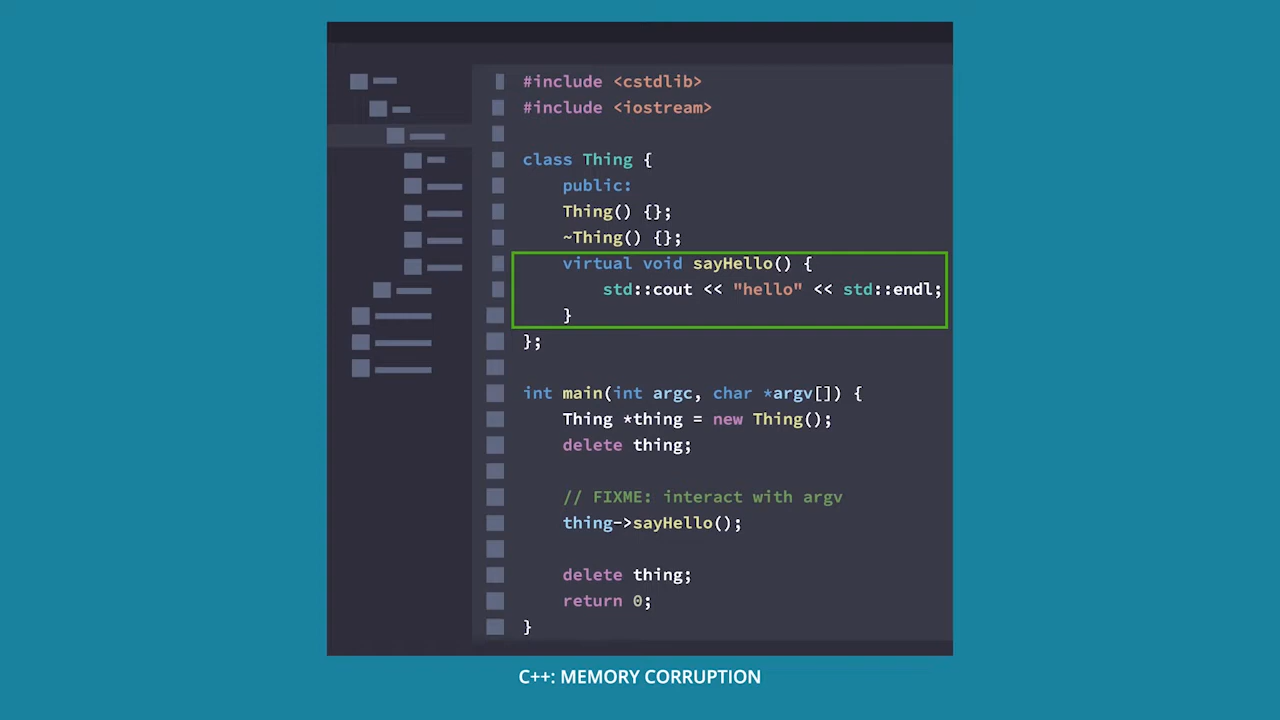 #include <cstdlib>
#include <iostream>
class Thing {
public:
Thing() {};
~Thing() {};
virtual void sayHello() {
std::cout << "hello" << std::endl;
}
};
int main(int argc, char *argv[]) {
Thing *thing = new Thing();
delete thing;
// FIXME: interact with argv
thing->sayHello();
delete thing;
return 0;
}
C++: MEMORY CORRUPTION